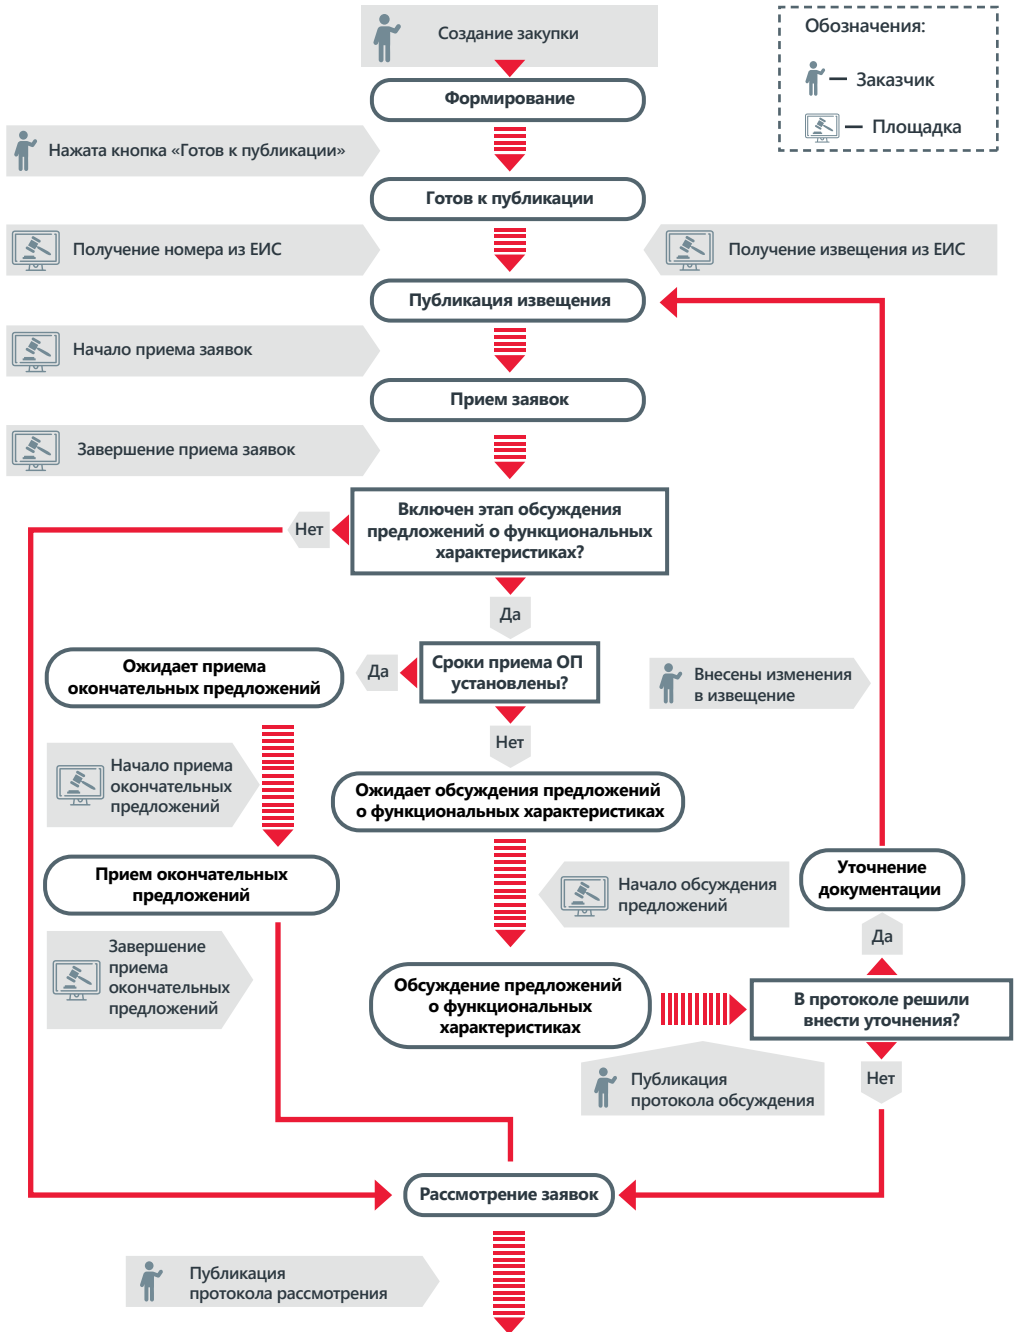 Создание закупки
Обозначения:
Заказчик
Площадка
Формирование
Нажата кнопка «Готов к публикации»
Готов к публикации
Получение номера из ЕИС
Получение извещения из ЕИС
Публикация извещения
Начало приема заявок
Прием заявок
Завершение приема заявок
Включен этап обсуждения
предложений о функциональных
характеристиках?
Нет
Да
Сроки приема ОП
установлены?
Да
Ожидает приема
окончательных предложений
Внесены изменения
в извещение
Нет
Начало приема
окончательных
предложений
Ожидает обсуждения предложений
о функциональных характеристиках
Прием окончательных
предложений
Начало обсуждения
предложений
Уточнение
документации
Да
Завершение
приема
окончательных
предложений
Обсуждение предложений
о функциональных
характеристиках
В протоколе решили
внести уточнения?
Публикация
протокола обсуждения
Нет
Рассмотрение заявок
Публикация
протокола рассмотрения